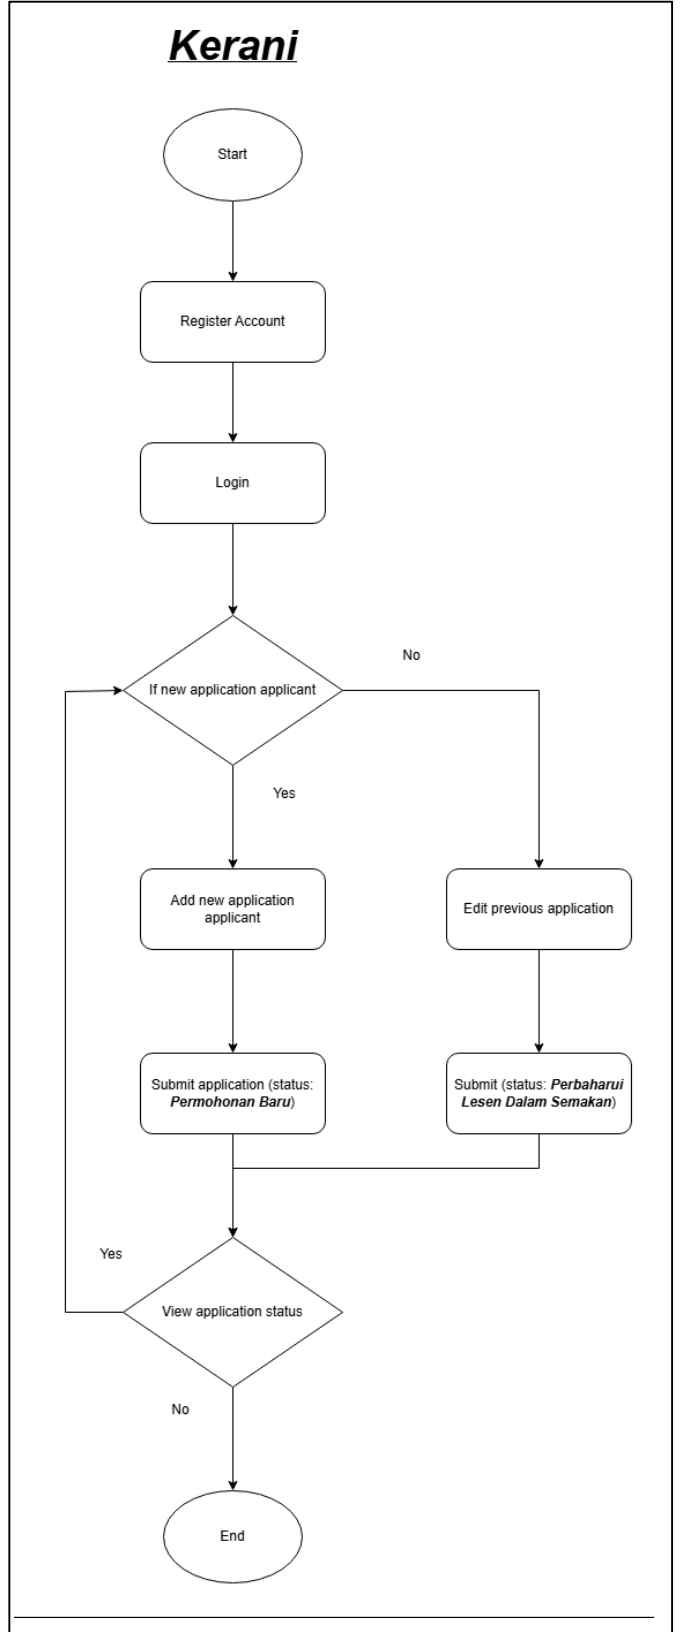 Kerani
Start
Register Account
Login
If new application applicant
No
Yes
Add new application
applicant
Edit previous application
Submit application (status:
Permohonan Baru)
Submit (status: Perbaharui
Lesen Dalam Semakan)
Yes
View application status
No
End